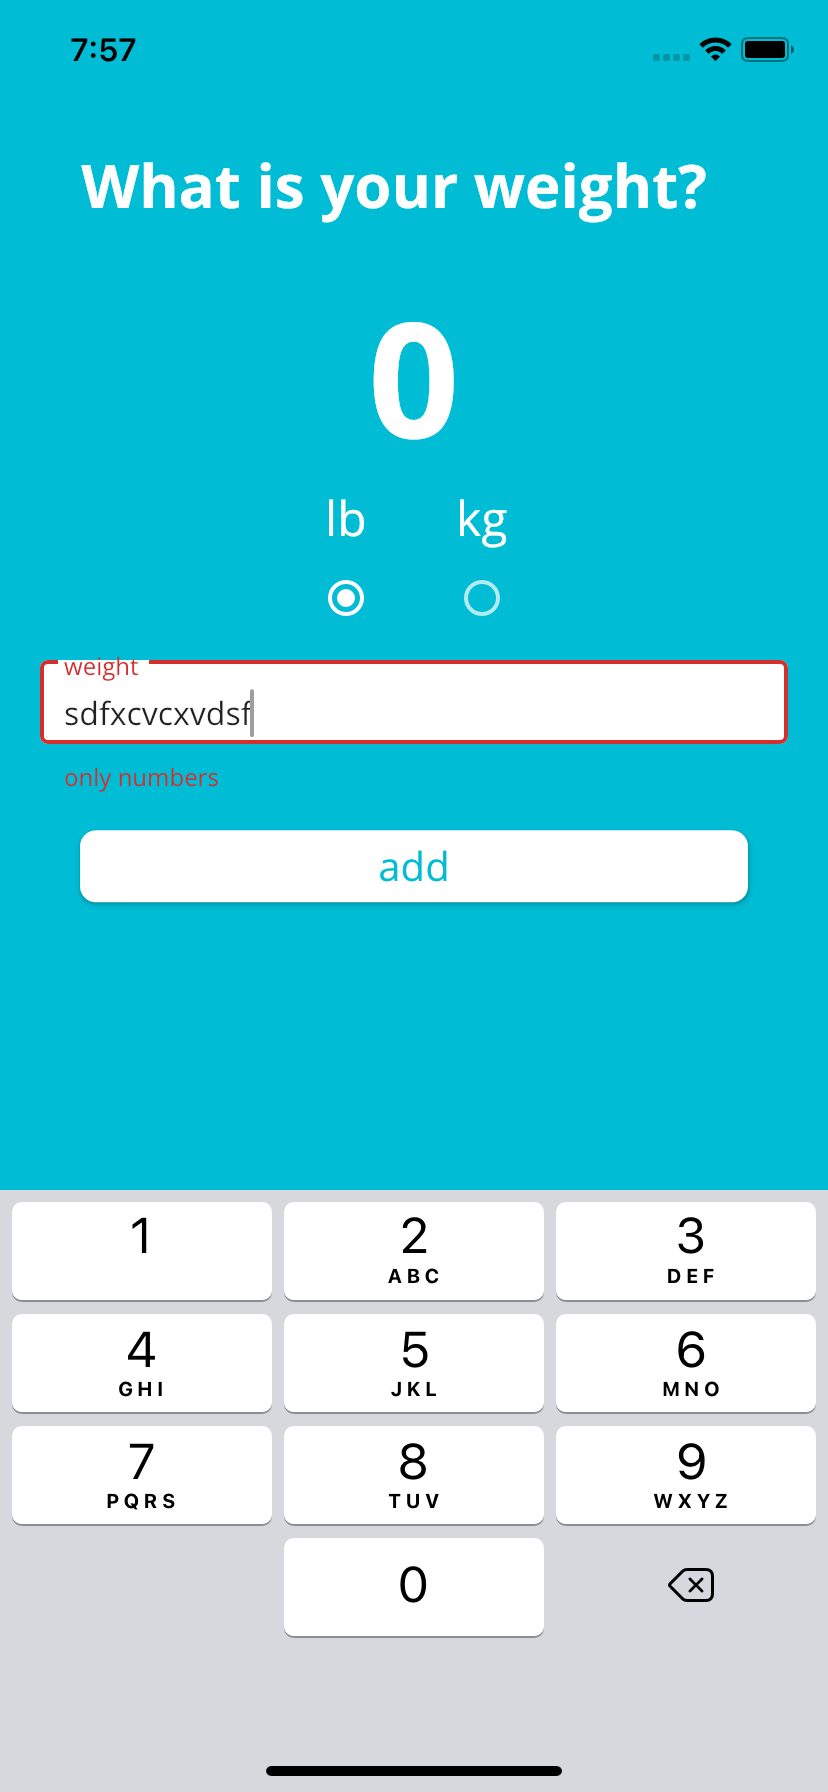 7:57
What is your weight?
0
lb kg
weight
sdfxcvcxvdsf
only numbers
add
1 2 3
ABC DEF
4 5 6
GHI JKL MNO
7 8 9
PQRS TUV WXYZ
0